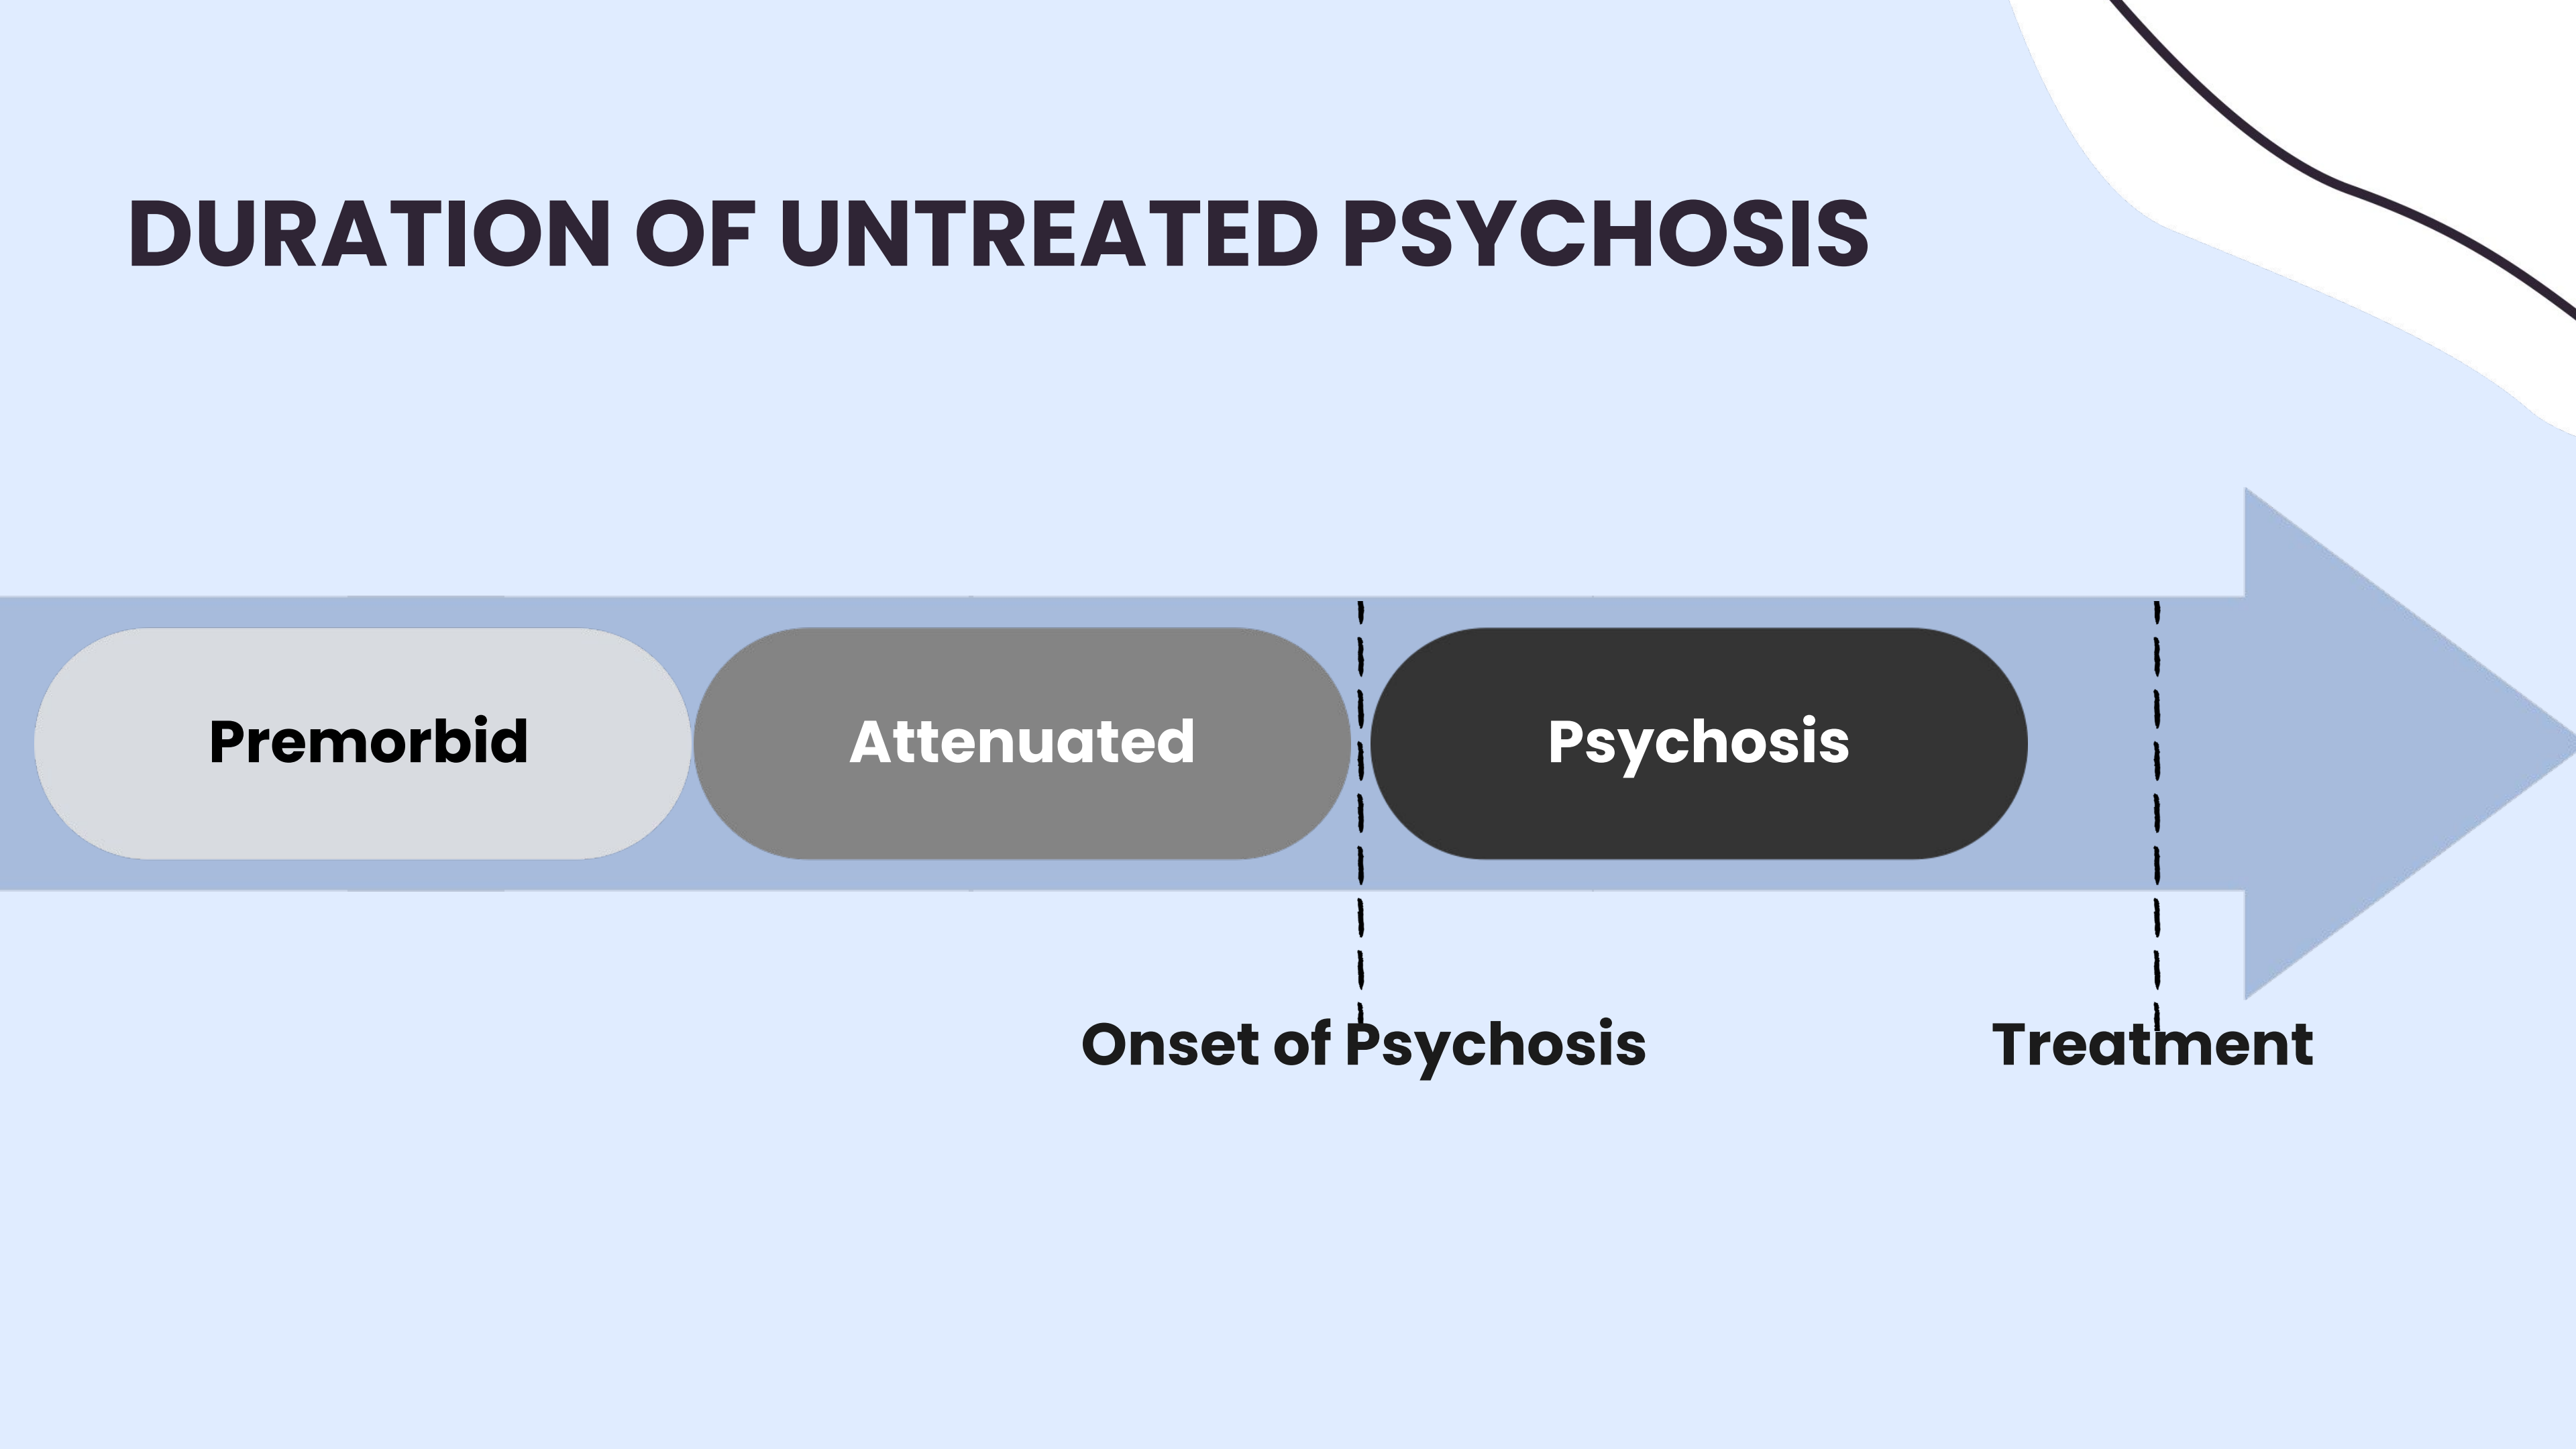 DURATION OF UNTREATED PSYCHOSIS
Premorbid
Attenuated
Psychosis
Onset of Psychosis
Treatment